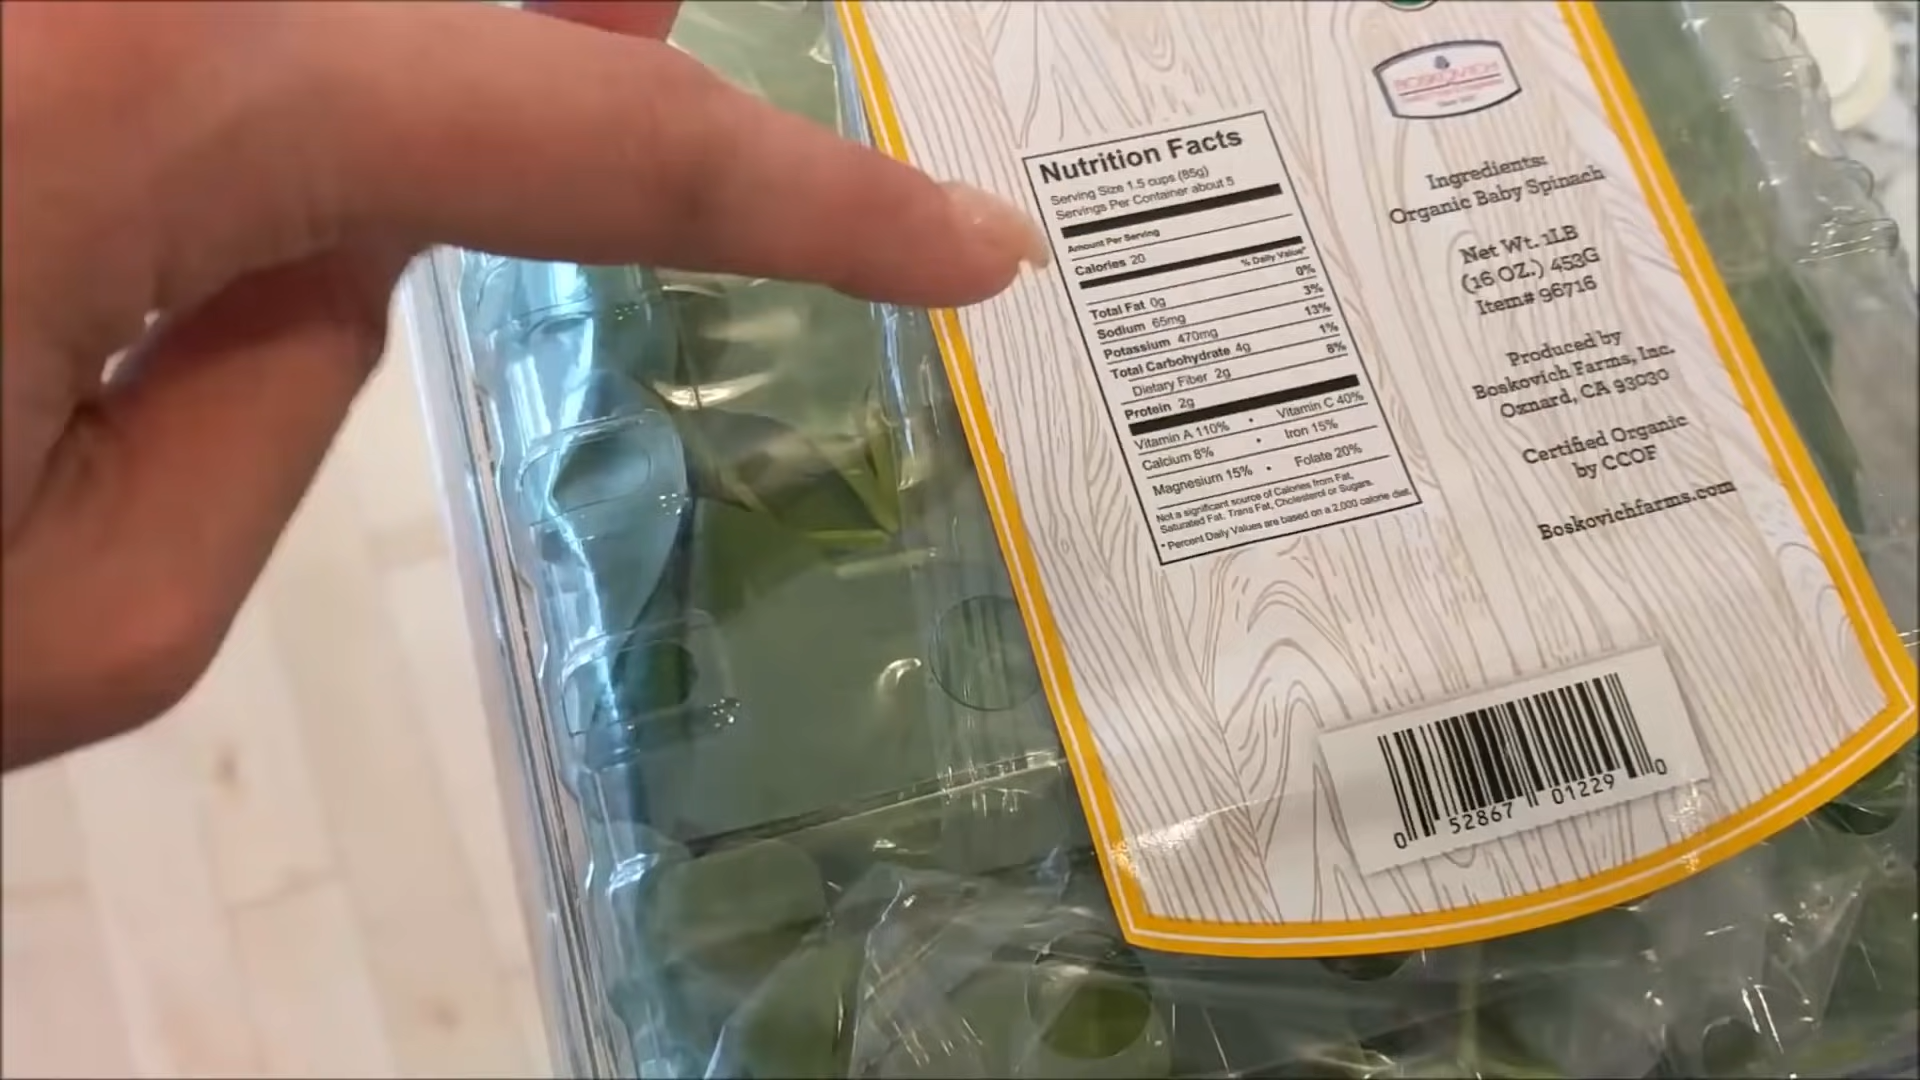 Nutrition Facts
Serving Size 1.5 cups (85g)
Servings Per Container about 5
Amount Per Serving
Calories 20
% Daily Value*
Total Fat 0g 0%
Sodium 65mg 3%
Potassium 470mg 13%
Total Carbohydrate 4g 1%
Dietary Fiber 2g 8%
Protein 2g
Vitamin A 110% • Vitamin C 40%
Calcium 8% • Iron 15%
Magnesium 15% • Folate 20%
Not a significant source of Calories from Fat,
Saturated Fat, Trans Fat, Cholesterol or Sugars.
* Percent Daily Values are based on a 2,000 calorie diet.
BOSKOVICH
Ingredients:
Organic Baby Spinach
Net Wt. 1LB
(16 OZ.) 453G
Item# 96716
Produced by
Boskovich Farms, Inc.
Oxnard, CA 93030
Certified Organic
by CCOF
Boskovichfarms.com
0 52867 01229 0